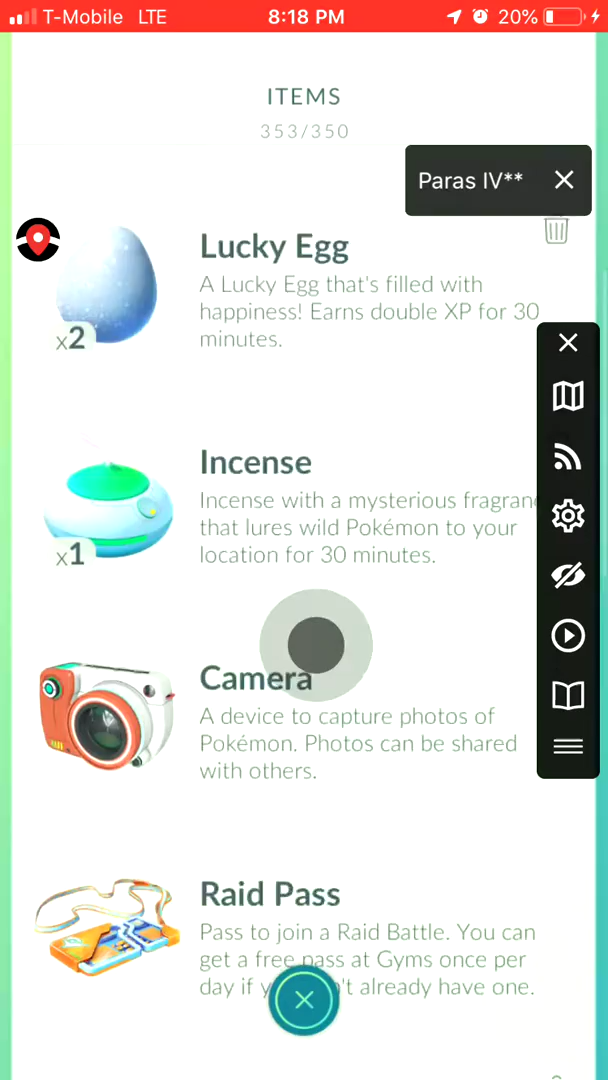 T-Mobile LTE 8:18 PM 20%
ITEMS
353/350
Paras IV**
Lucky Egg
A Lucky Egg that's filled with
happiness! Earns double XP for 30
minutes.
x2
Incense
Incense with a mysterious fragran
that lures wild Pokémon to your
location for 30 minutes.
x1
Camera
A device to capture photos of
Pokémon. Photos can be shared
with others.
Raid Pass
Pass to join a Raid Battle. You can
get a free pass at Gyms once per
day if y 't already have one.